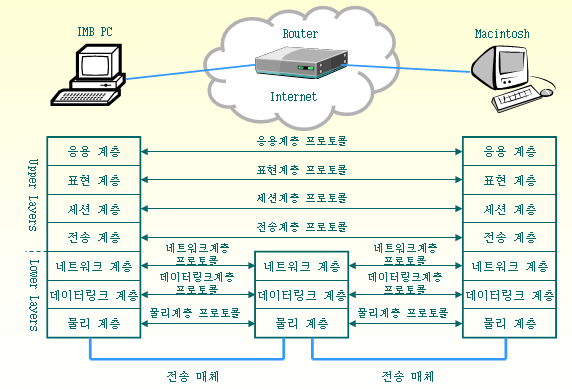 IMB PC
Router
Macintosh
Internet
Upper Layers
Lower Layers
응용 계층
응용계층 프로토콜
응용 계층
표현 계층
표현계층 프로토콜
표현 계층
세션 계층
세션계층 프로토콜
세션 계층
전송 계층
전송계층 프로토콜
전송 계층
네트워크 계층
네트워크계층
프로토콜
네트워크 계층
네트워크계층
프로토콜
네트워크 계층
데이터링크 계층
데이터링크계층
프로토콜
데이터링크 계층
데이터링크계층
프로토콜
데이터링크 계층
물리 계층
물리계층 프로토콜
물리 계층
물리계층 프로토콜
물리 계층
전송 매체
전송 매체